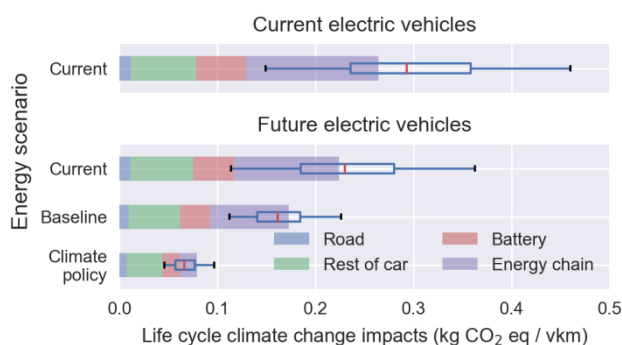 Current electric vehicles
Current
Future electric vehicles
Energy scenario
Current
Baseline
Climate
policy
Road
Battery
Rest of car
Energy chain
0.0 0.1 0.2 0.3 0.4 0.5
Life cycle climate change impacts (kg CO₂ eq / vkm)